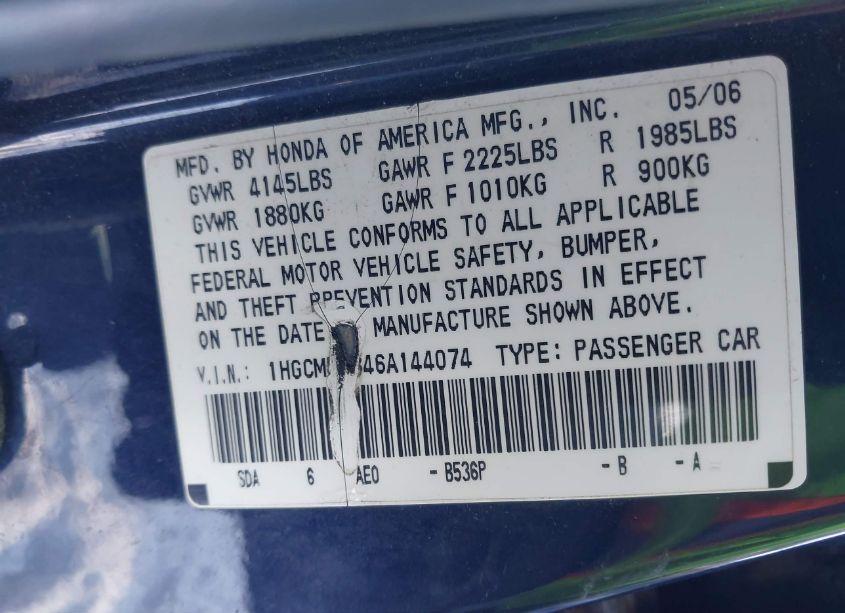 MFD. BY HONDA OF AMERICA MFG., INC. 05/06
GVWR 4145LBS GAWR F 2225LBS R 1985LBS
GVWR 1880KG GAWR F 1010KG R 900KG
THIS VEHICLE CONFORMS TO ALL APPLICABLE
FEDERAL MOTOR VEHICLE SAFETY, BUMPER,
AND THEFT PREVENTION STANDARDS IN EFFECT
ON THE DATE MANUFACTURE SHOWN ABOVE.
V.I.N.: 1HGCM 46A144074 TYPE: PASSENGER CAR
SDA 6 AEO -B536P -B -A